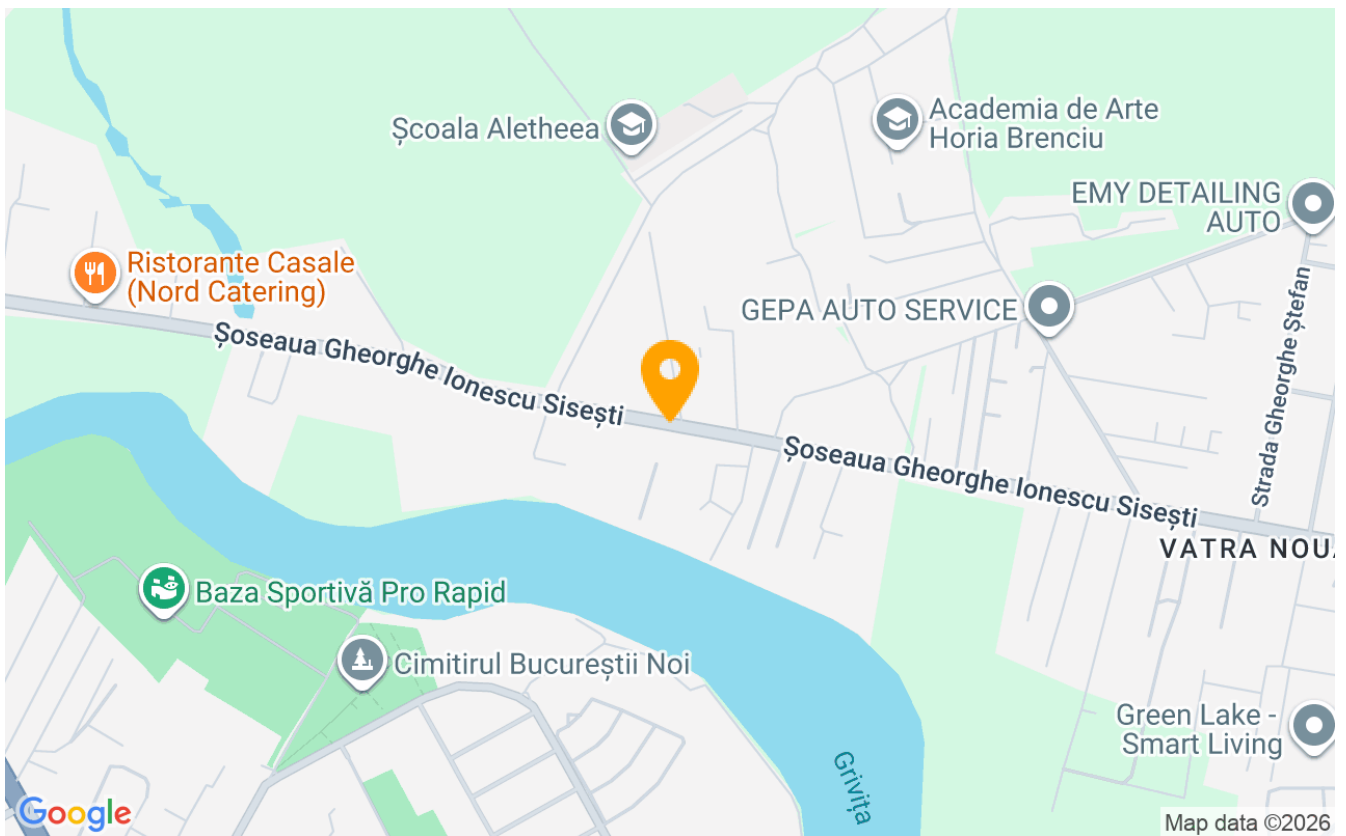 Școala Aletheea
Academia de Arte
Horia Brenciu
EMY DETAILING
AUTO
Ristorante Casale
(Nord Catering)
GEPA AUTO SERVICE
Șoseaua Gheorghe Ionescu Sisești
Strada Gheorghe Ștefan
Șoseaua Gheorghe Ionescu Sisești
VATRA NOUĂ
Baza Sportivă Pro Rapid
Cimitirul Bucureștii Noi
Green Lake -
Smart Living
Grivița
Google
Map data ©2026